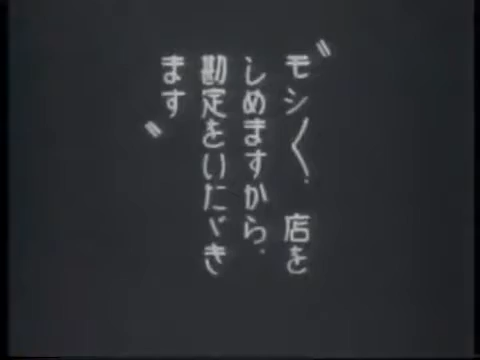 〝モシ〱、店を
しめますから、
勘定をいたゞき
ます〟